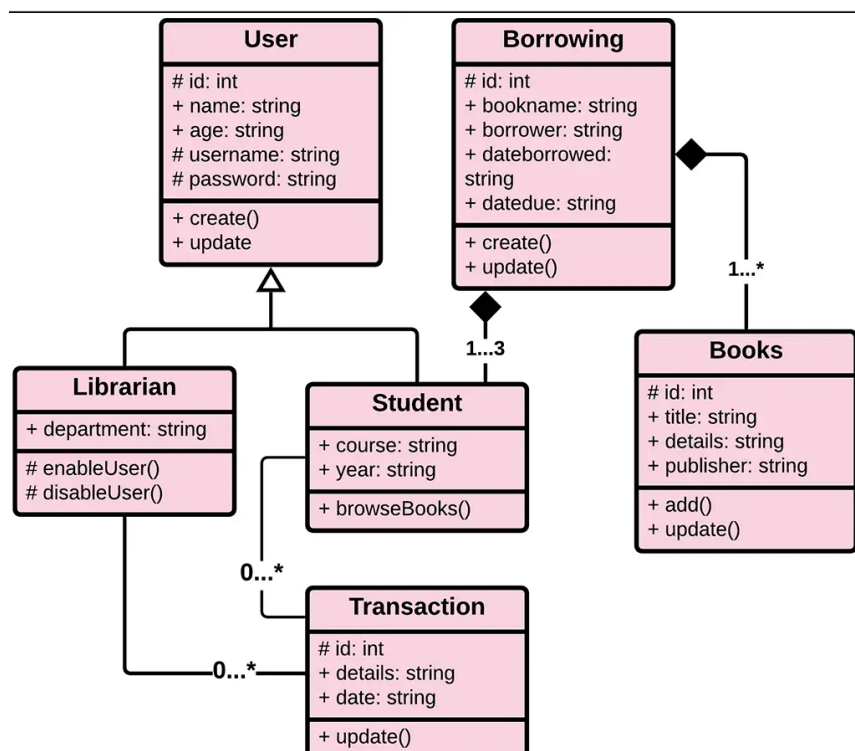 User
# id: int
+ name: string
+ age: string
# username: string
# password: string
+ create()
+ update
Borrowing
# id: int
+ bookname: string
+ borrower: string
+ dateborrowed:
string
+ datedue: string
+ create()
+ update()
1...*
1...3
Librarian
+ department: string
# enableUser()
# disableUser()
Student
+ course: string
+ year: string
+ browseBooks()
Books
# id: int
+ title: string
+ details: string
+ publisher: string
+ add()
+ update()
0...*
0...*
Transaction
# id: int
+ details: string
+ date: string
+ update()